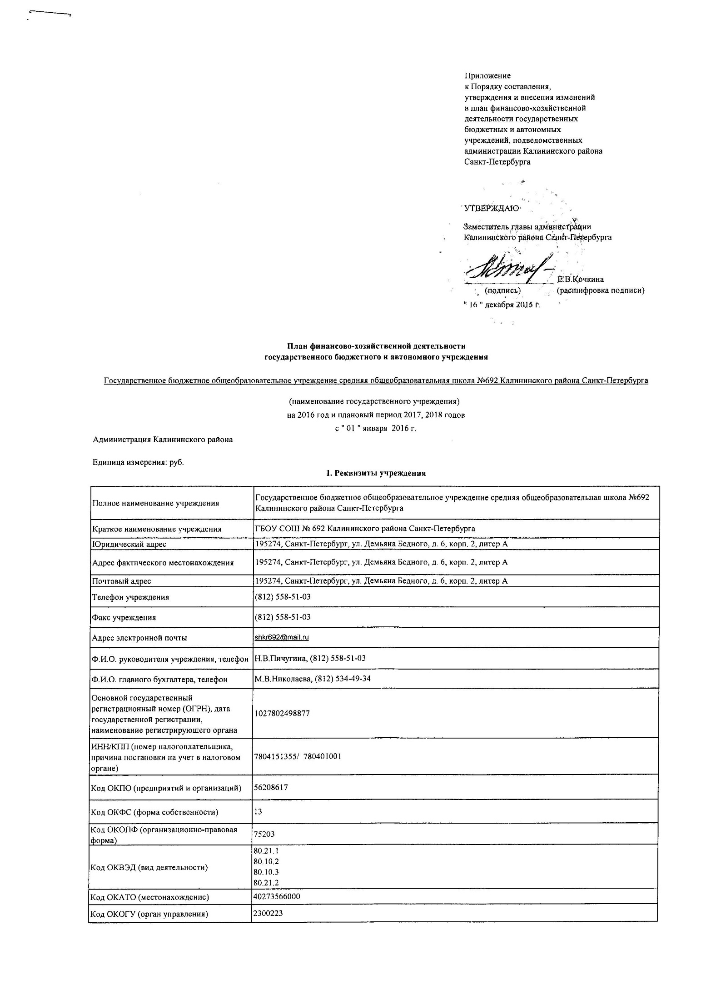 Приложение
к Порядку составления,
утверждения и внесения изменений
в план финансово-хозяйственной
деятельности государственных
бюджетных и автономных
учреждений, подведомственных
администрации Калининского района
Санкт-Петербурга
УТВЕРЖДАЮ
Заместитель главы администрации
Калининского района Санкт-Петербурга
Е.В.Кочкина
(подпись) (расшифровка подписи)
" 16 " декабря 2015 г.
План финансово-хозяйственной деятельности
государственного бюджетного и автономного учреждения
Государственное бюджетное общеобразовательное учреждение средняя общеобразовательная школа №692 Калининского района Санкт-Петербурга
(наименование государственного учреждения)
на 2016 год и плановый период 2017, 2018 годов
с " 01 " января 2016 г.
Администрация Калининского района
Единица измерения: руб.
1. Реквизиты учреждения
Полное наименование учреждения
Государственное бюджетное общеобразовательное учреждение средняя общеобразовательная школа №692
Калининского района Санкт-Петербурга
Краткое наименование учреждения
ГБОУ СОШ № 692 Калининского района Санкт-Петербурга
Юридический адрес
195274, Санкт-Петербург, ул. Демьяна Бедного, д. 6, корп. 2, литер А
Адрес фактического местонахождения
195274, Санкт-Петербург, ул. Демьяна Бедного, д. 6, корп. 2, литер А
Почтовый адрес
195274, Санкт-Петербург, ул. Демьяна Бедного, д. 6, корп. 2, литер А
Телефон учреждения
(812) 558-51-03
Факс учреждения
(812) 558-51-03
Адрес электронной почты
shkr692@mail.ru
Ф.И.О. руководителя учреждения, телефон
Н.В.Пичугина, (812) 558-51-03
Ф.И.О. главного бухгалтера, телефон
М.В.Николаева, (812) 534-49-34
Основной государственный
регистрационный номер (ОГРН), дата
государственной регистрации,
наименование регистрирующего органа
1027802498877
ИНН/КПП (номер налогоплательщика,
причина постановки на учет в налоговом
органе)
7804151355/ 780401001
Код ОКПО (предприятий и организаций)
56208617
Код ОКФС (форма собственности)
13
Код ОКОПФ (организационно-правовая
форма)
75203
Код ОКВЭД (вид деятельности)
80.21.1
80.10.2
80.10.3
80.21.2
Код ОКАТО (местонахождение)
40273566000
Код ОКОГУ (орган управления)
2300223